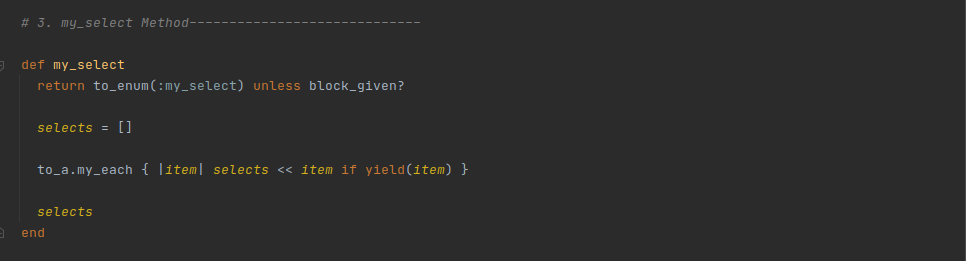 # 3. my_select Method-----------------------------
def my_select
return to_enum(:my_select) unless block_given?
selects = []
to_a.my_each { |item| selects << item if yield(item) }
selects
end